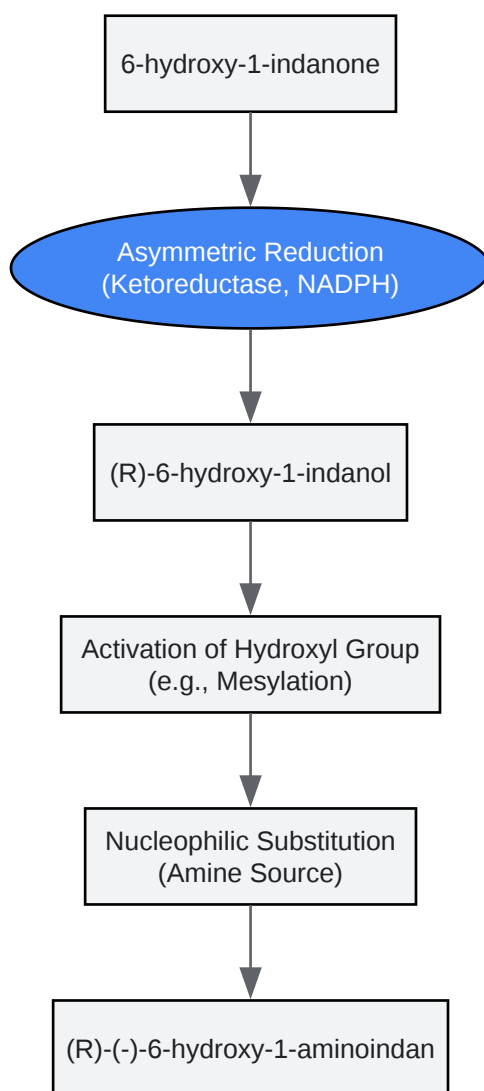 6-hydroxy-1-indanone
Asymmetric Reduction
(Ketoreductase, NADPH)
(R)-6-hydroxy-1-indanol
Activation of Hydroxyl Group
(e.g., Mesylation)
Nucleophilic Substitution
(Amine Source)
(R)-(-)-6-hydroxy-1-aminoindan